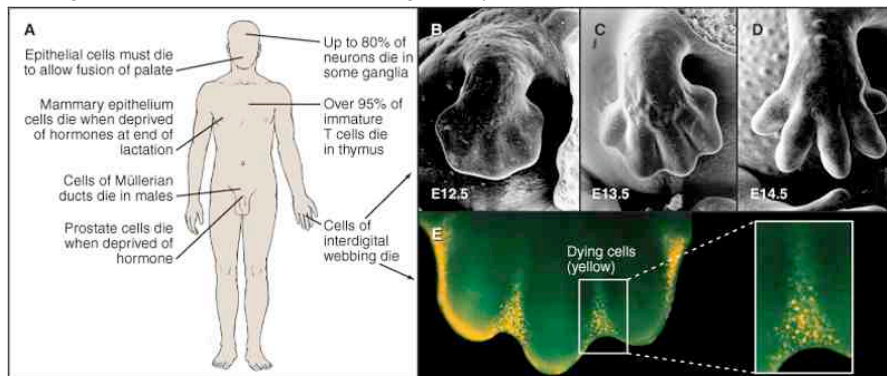 A
Epithelial cells must die
to allow fusion of palate
Mammary epithelium
cells die when deprived
of hormones at end of
lactation
Cells of Müllerian
ducts die in males
Prostate cells die
when deprived of
hormone
Up to 80% of
neurons die in
some ganglia
Over 95% of
immature
T cells die
in thymus
Cells of
interdigital
webbing die
B
E12.5
C
E13.5
D
E14.5
E
Dying cells
(yellow)